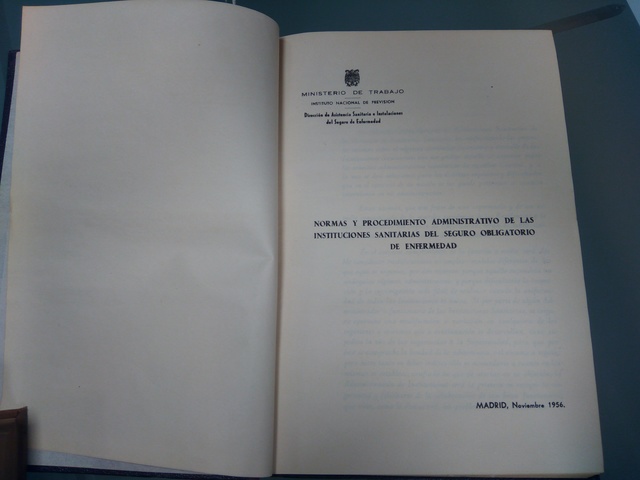 MINISTERIO DE TRABAJO
INSTITUTO NACIONAL DE PREVISION
Dirección de Asistencia Sanitaria e Instalaciones
del Seguro de Enfermedad
NORMAS Y PROCEDIMIENTO ADMINISTRATIVO DE LAS
INSTITUCIONES SANITARIAS DEL SEGURO OBLIGATORIO
DE ENFERMEDAD
MADRID, Noviembre 1956.